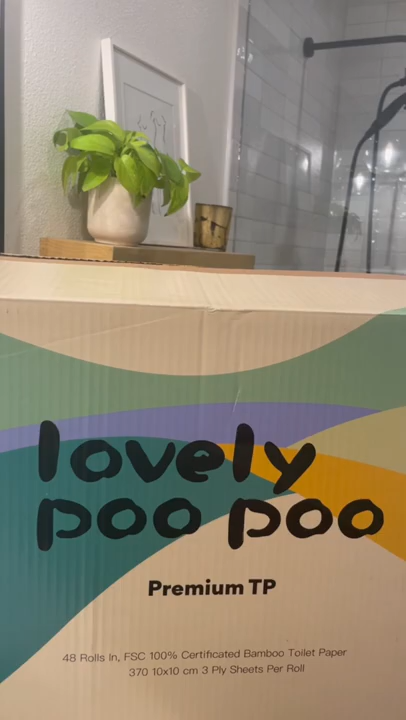 lovely
poo poo
Premium TP
48 Rolls In, FSC 100% Certificated Bamboo Toilet Paper
370 10x10 cm 3 Ply Sheets Per Roll